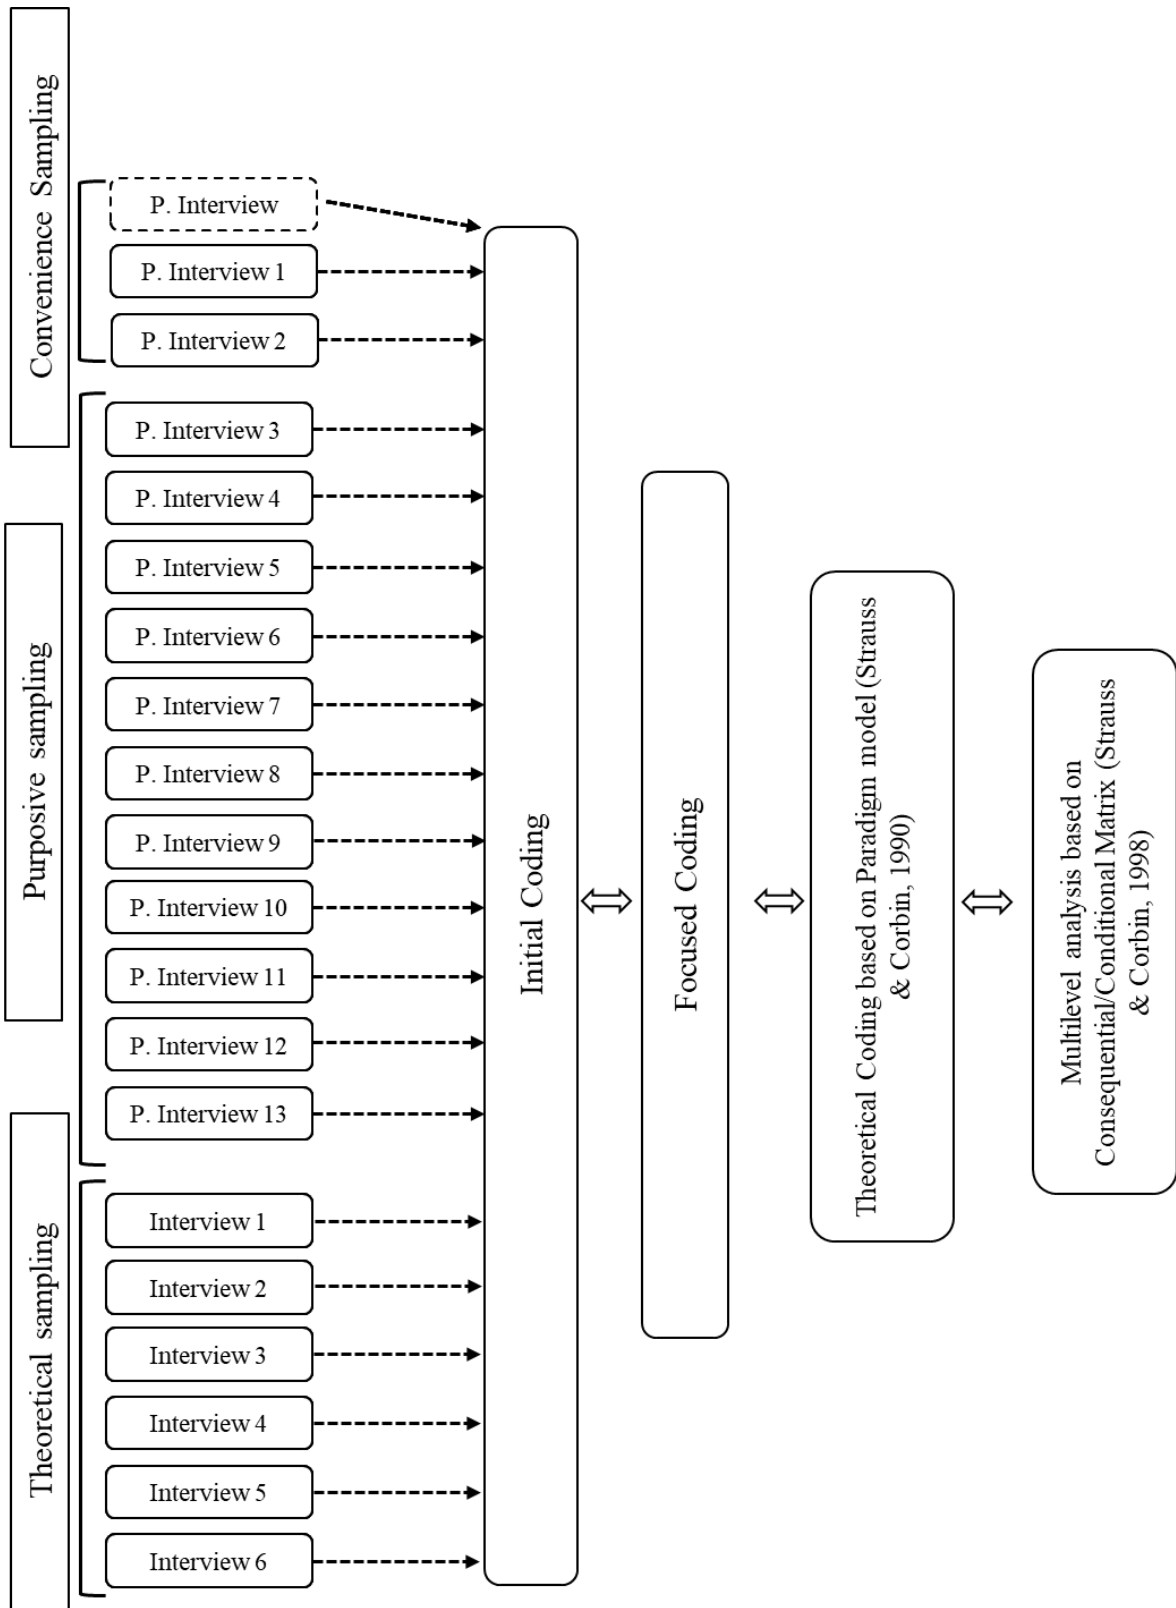 Convenience Sampling
P. Interview
P. Interview 1
P. Interview 2
Purposive sampling
P. Interview 3
P. Interview 4
P. Interview 5
P. Interview 6
P. Interview 7
P. Interview 8
P. Interview 9
P. Interview 10
P. Interview 11
P. Interview 12
P. Interview 13
Theoretical sampling
Interview 1
Interview 2
Interview 3
Interview 4
Interview 5
Interview 6
Initial Coding
Focused Coding
Theoretical Coding based on Paradigm model (Strauss
& Corbin, 1990)
Multilevel analysis based on
Consequential/Conditional Matrix (Strauss
& Corbin, 1998)